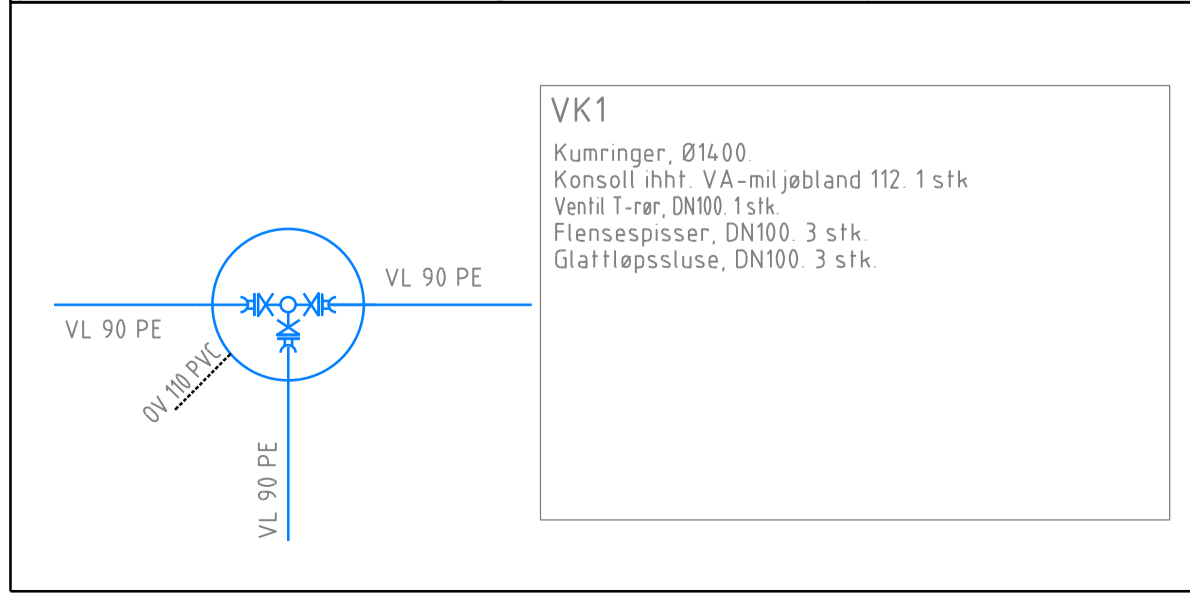 VK1
Kumringer, Ø1400.
Konsoll ihht. VA-miljøbland 112. 1 stk
Ventil T-rør, DN100. 1 stk.
Flensespisser, DN100. 3 stk.
Glattløpssluse, DN100. 3 stk.
VL 90 PE
VL 90 PE
OV 110 PVC
VL 90 PE